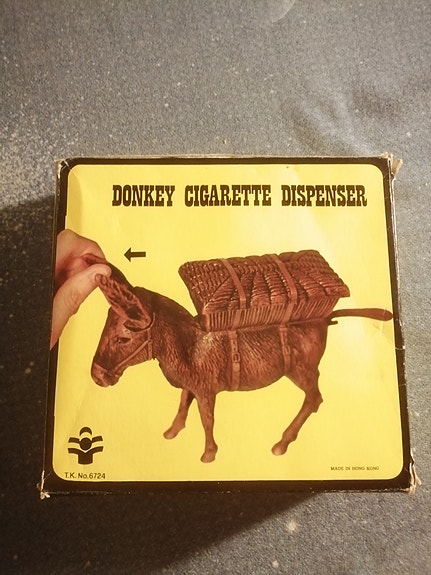 DONKEY CIGARETTE DISPENSER
T.K. No.6724
MADE IN HONG KONG